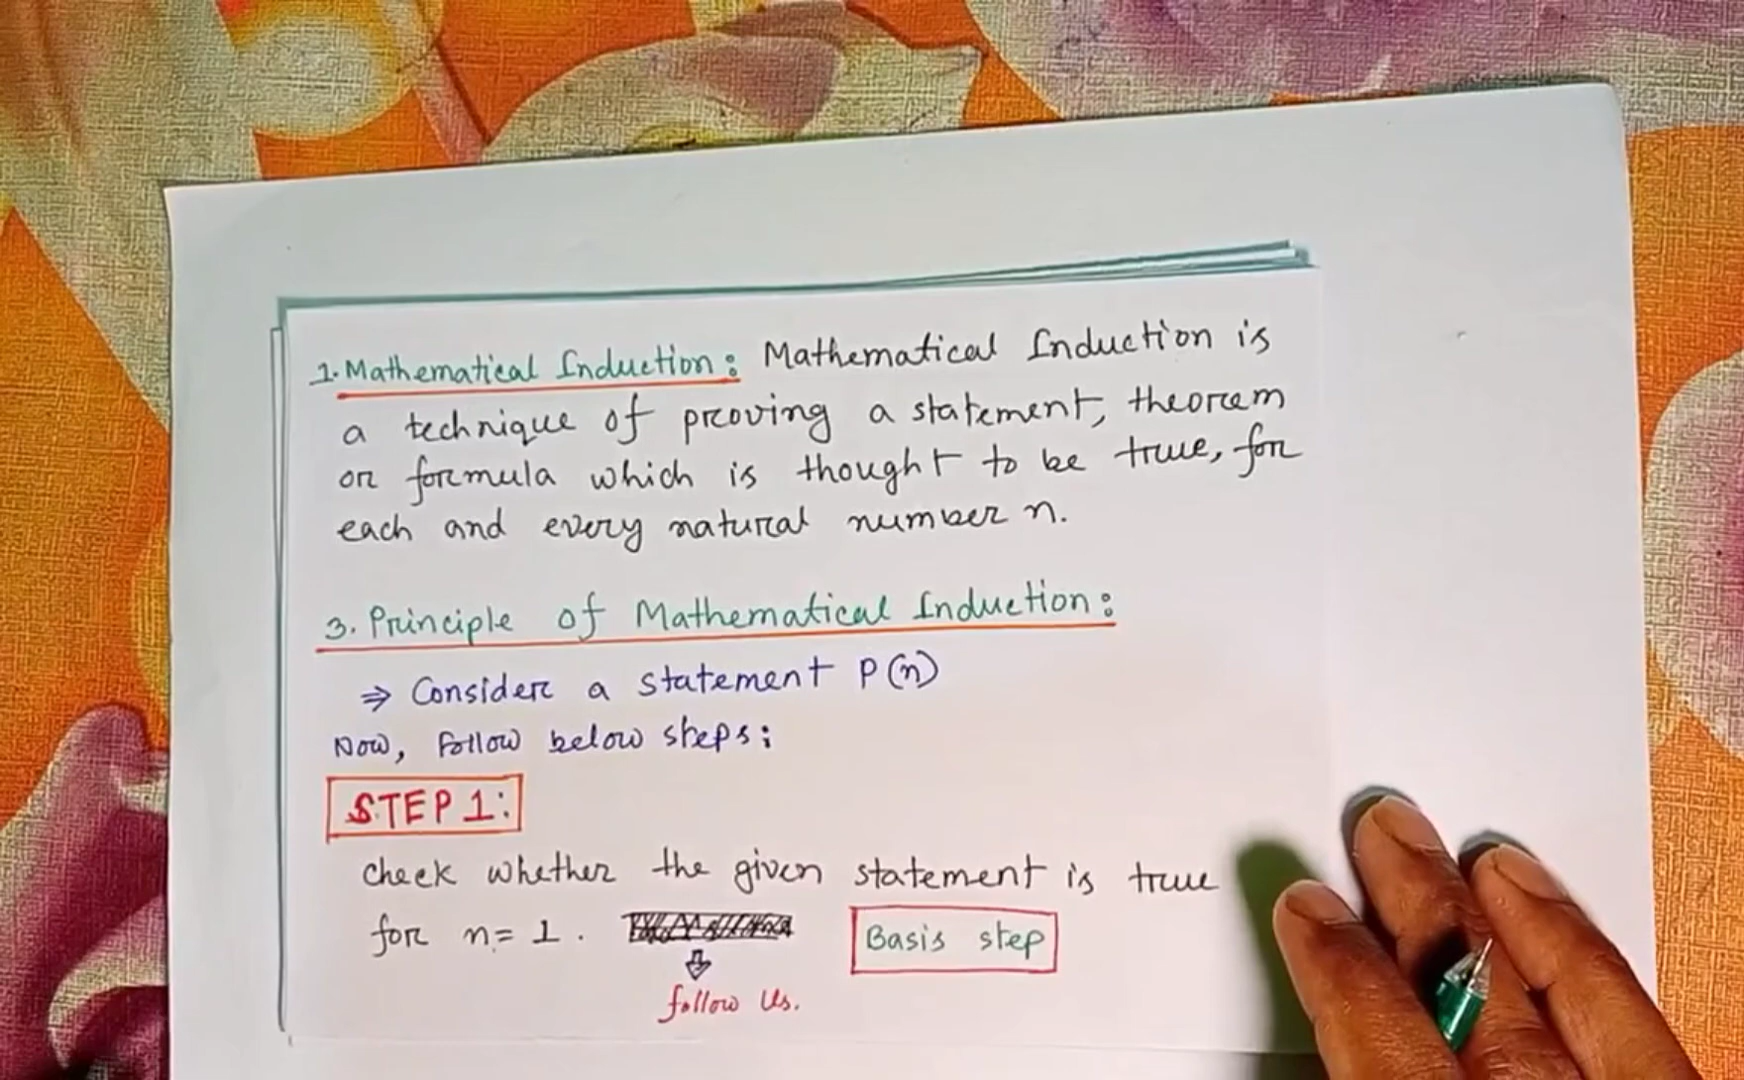 1. Mathematical Induction: Mathematical Induction is
a technique of proving a statement, theorem
or formula which is thought to be true, for
each and every natural number n.
3. Principle of Mathematical Induction:
⇒ Consider a statement P(n)
Now, Follow below steps:
STEP 1:
check whether the given statement is true
for n = 1. Basis step
follow Us.